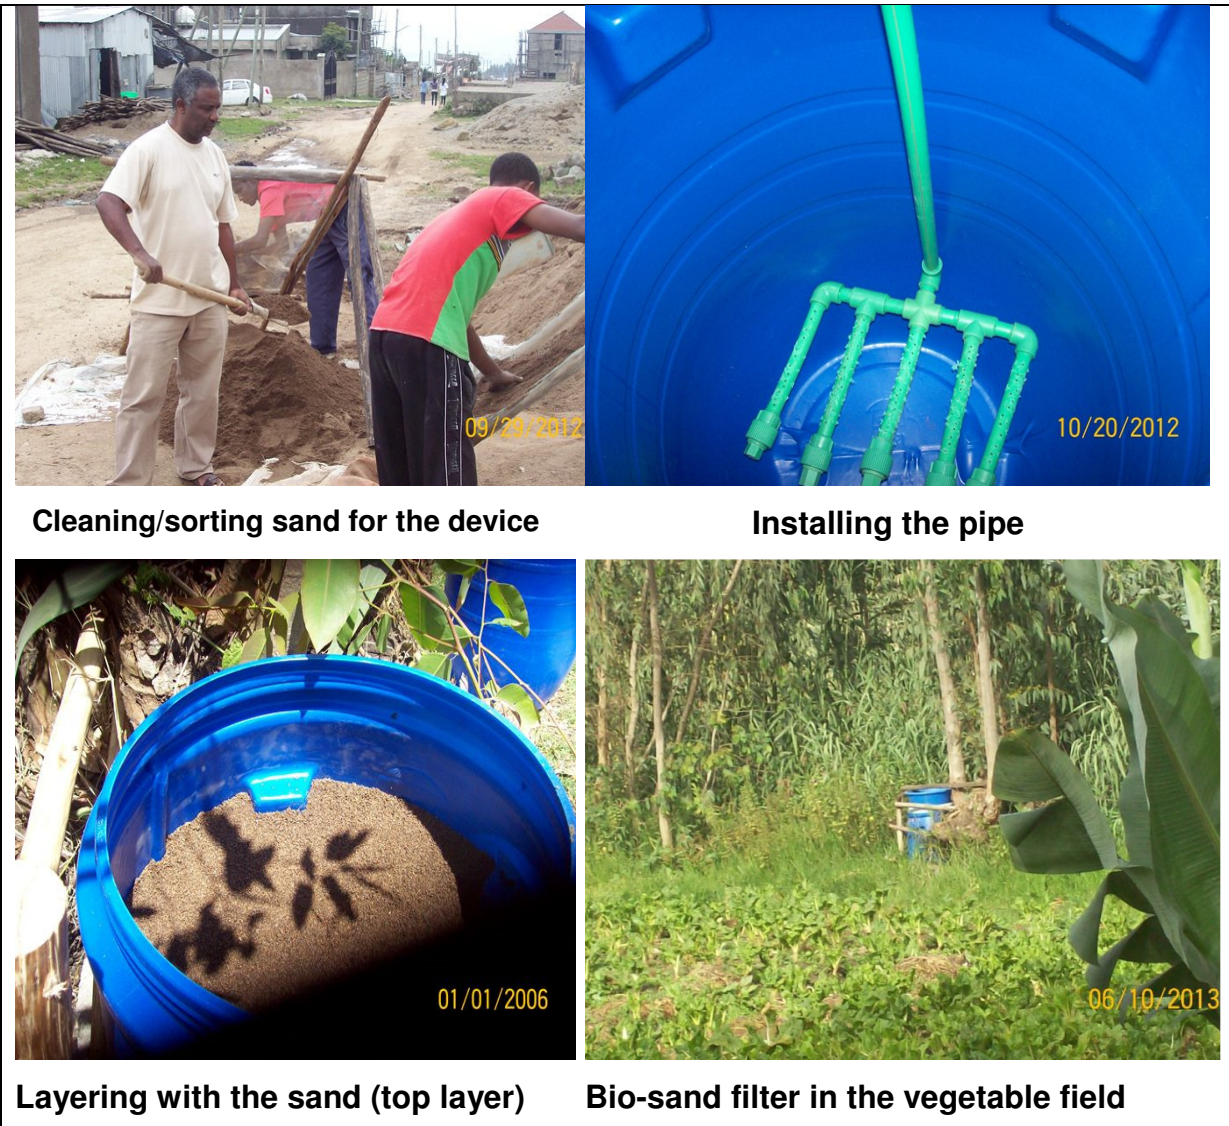 09/29/2012
10/20/2012
Cleaning/sorting sand for the device
Installing the pipe
01/01/2006
06/10/2013
Layering with the sand (top layer)
Bio-sand filter in the vegetable field